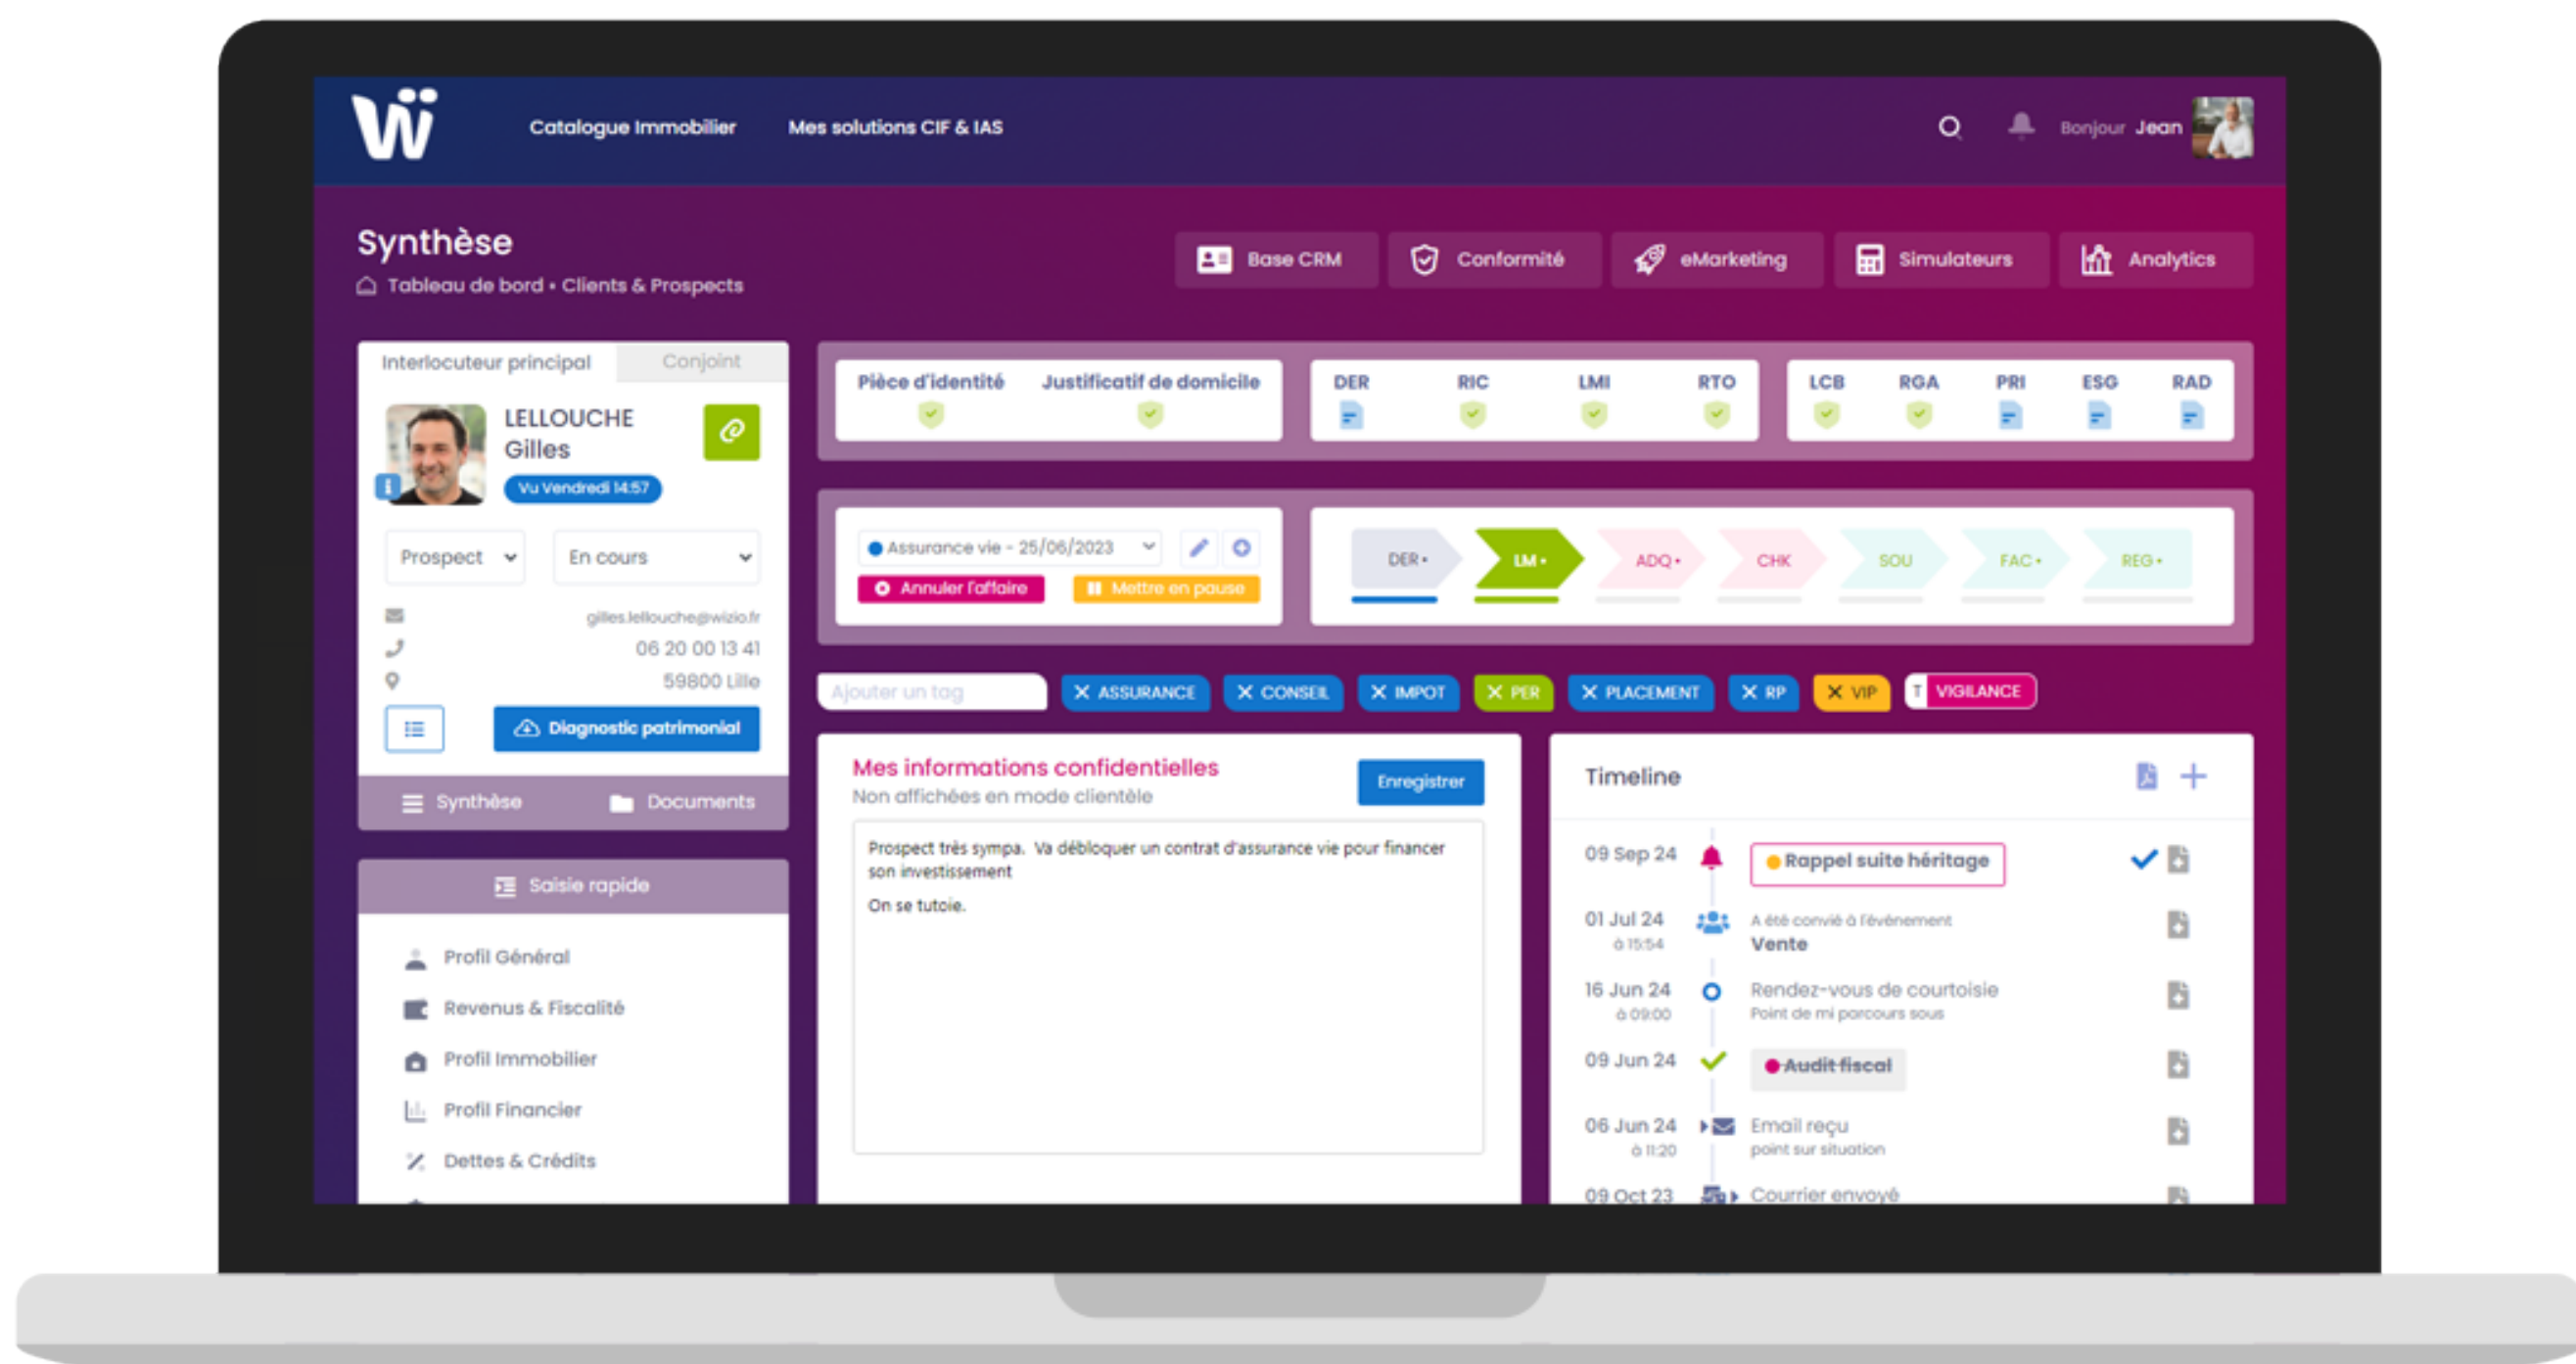 Wï
Catalogue Immobilier
Mes solutions CIF & IAS
Bonjour Jean
Synthèse
Tableau de bord • Clients & Prospects
Base CRM
Conformité
eMarketing
Simulateurs
Analytics
Interlocuteur principal
Conjoint
LELLOUCHE
Gilles
Vu Vendredi 14:57
Prospect
En cours
gilles.lellouche@wizio.fr
06 20 00 13 41
59800 Lille
Diagnostic patrimonial
Synthèse
Documents
Saisie rapide
Profil Général
Revenus & Fiscalité
Profil Immobilier
Profil Financier
Dettes & Crédits
Pièce d'identité
Justificatif de domicile
DER
RIC
LMI
RTO
LCB
RGA
PRI
ESG
RAD
Assurance vie - 25/06/2023
Annuler l'affaire
Mettre en pause
DER •
LM •
ADQ •
CHK
SOU
FAC •
REG •
Ajouter un tag
X ASSURANCE
X CONSEIL
X IMPOT
X PER
X PLACEMENT
X RP
X VIP
T VIGILANCE
Mes informations confidentielles
Non affichées en mode clientèle
Enregistrer
Prospect très sympa. Va débloquer un contrat d'assurance vie pour financer
son investissement
On se tutoie.
Timeline
09 Sep 24
Rappel suite héritage
01 Jul 24
à 15:54
A été convié à l'événement
Vente
16 Jun 24
à 09:00
Rendez-vous de courtoisie
Point de mi parcours sous
09 Jun 24
Audit fiscal
06 Jun 24
à 11:20
Email reçu
point sur situation
09 Oct 23
Courrier envoyé